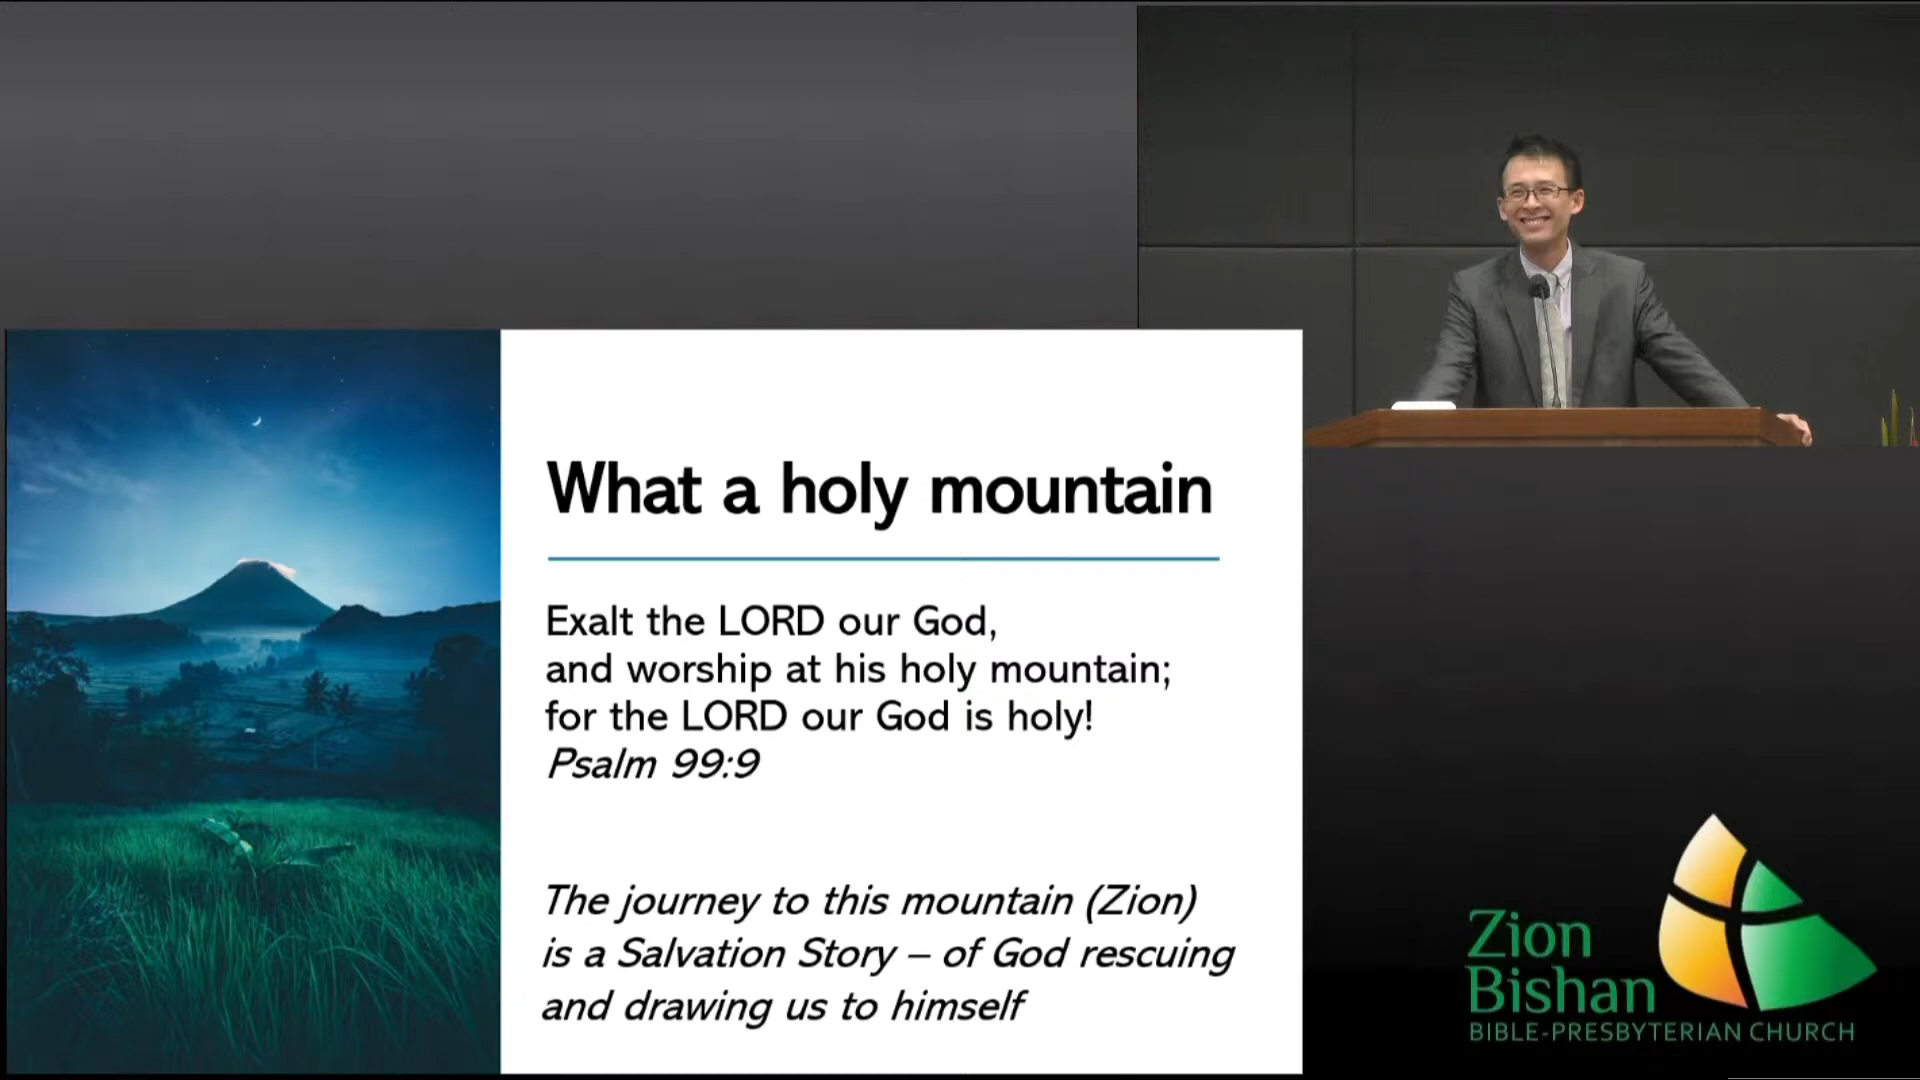 What a holy mountain
Exalt the LORD our God,
and worship at his holy mountain;
for the LORD our God is holy!
Psalm 99:9
The journey to this mountain (Zion)
is a Salvation Story – of God rescuing
and drawing us to himself
Zion
Bishan
BIBLE-PRESBYTERIAN CHURCH